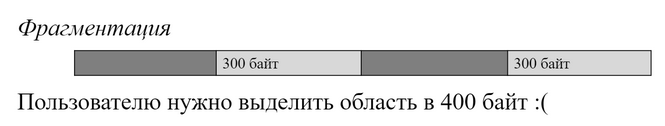 Фрагментация
300 байт 300 байт
Пользователю нужно выделить область в 400 байт :(